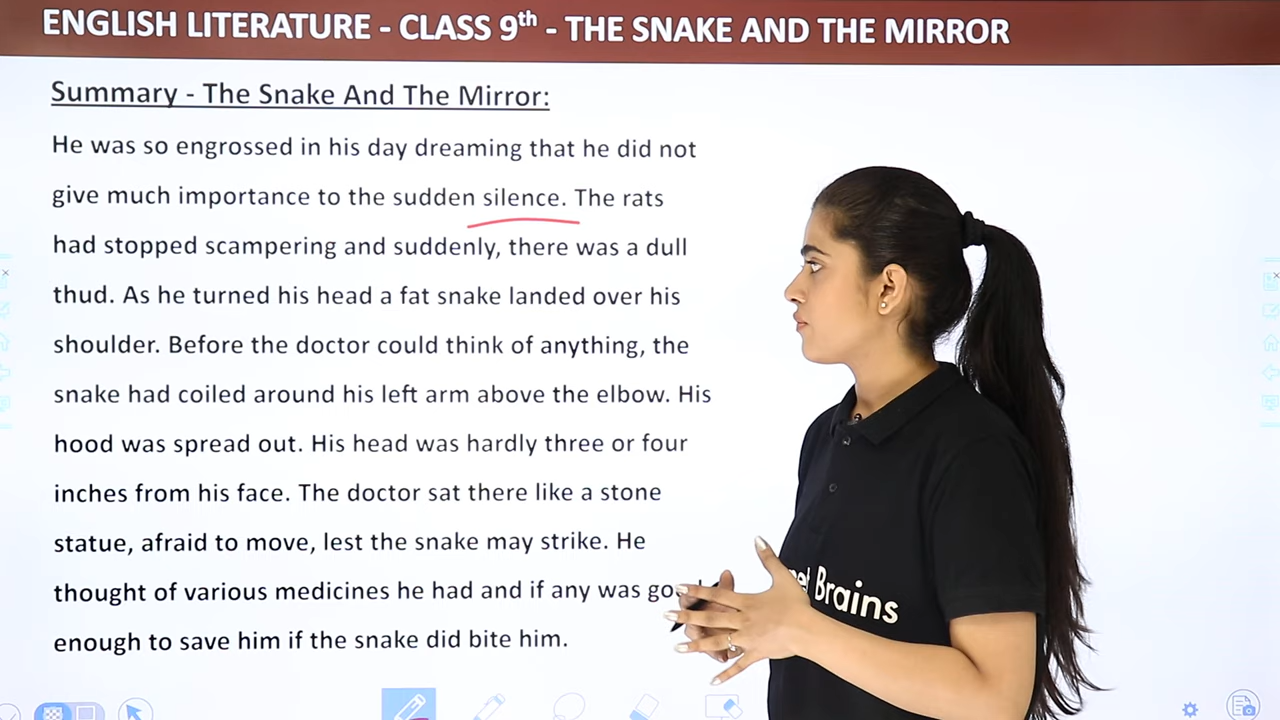 ENGLISH LITERATURE - CLASS 9th - THE SNAKE AND THE MIRROR
Summary - The Snake And The Mirror:
He was so engrossed in his day dreaming that he did not
give much importance to the sudden silence. The rats
had stopped scampering and suddenly, there was a dull
thud. As he turned his head a fat snake landed over his
shoulder. Before the doctor could think of anything, the
snake had coiled around his left arm above the elbow. His
hood was spread out. His head was hardly three or four
inches from his face. The doctor sat there like a stone
statue, afraid to move, lest the snake may strike. He
thought of various medicines he had and if any was
enough to save him if the snake did bite him.
Brains